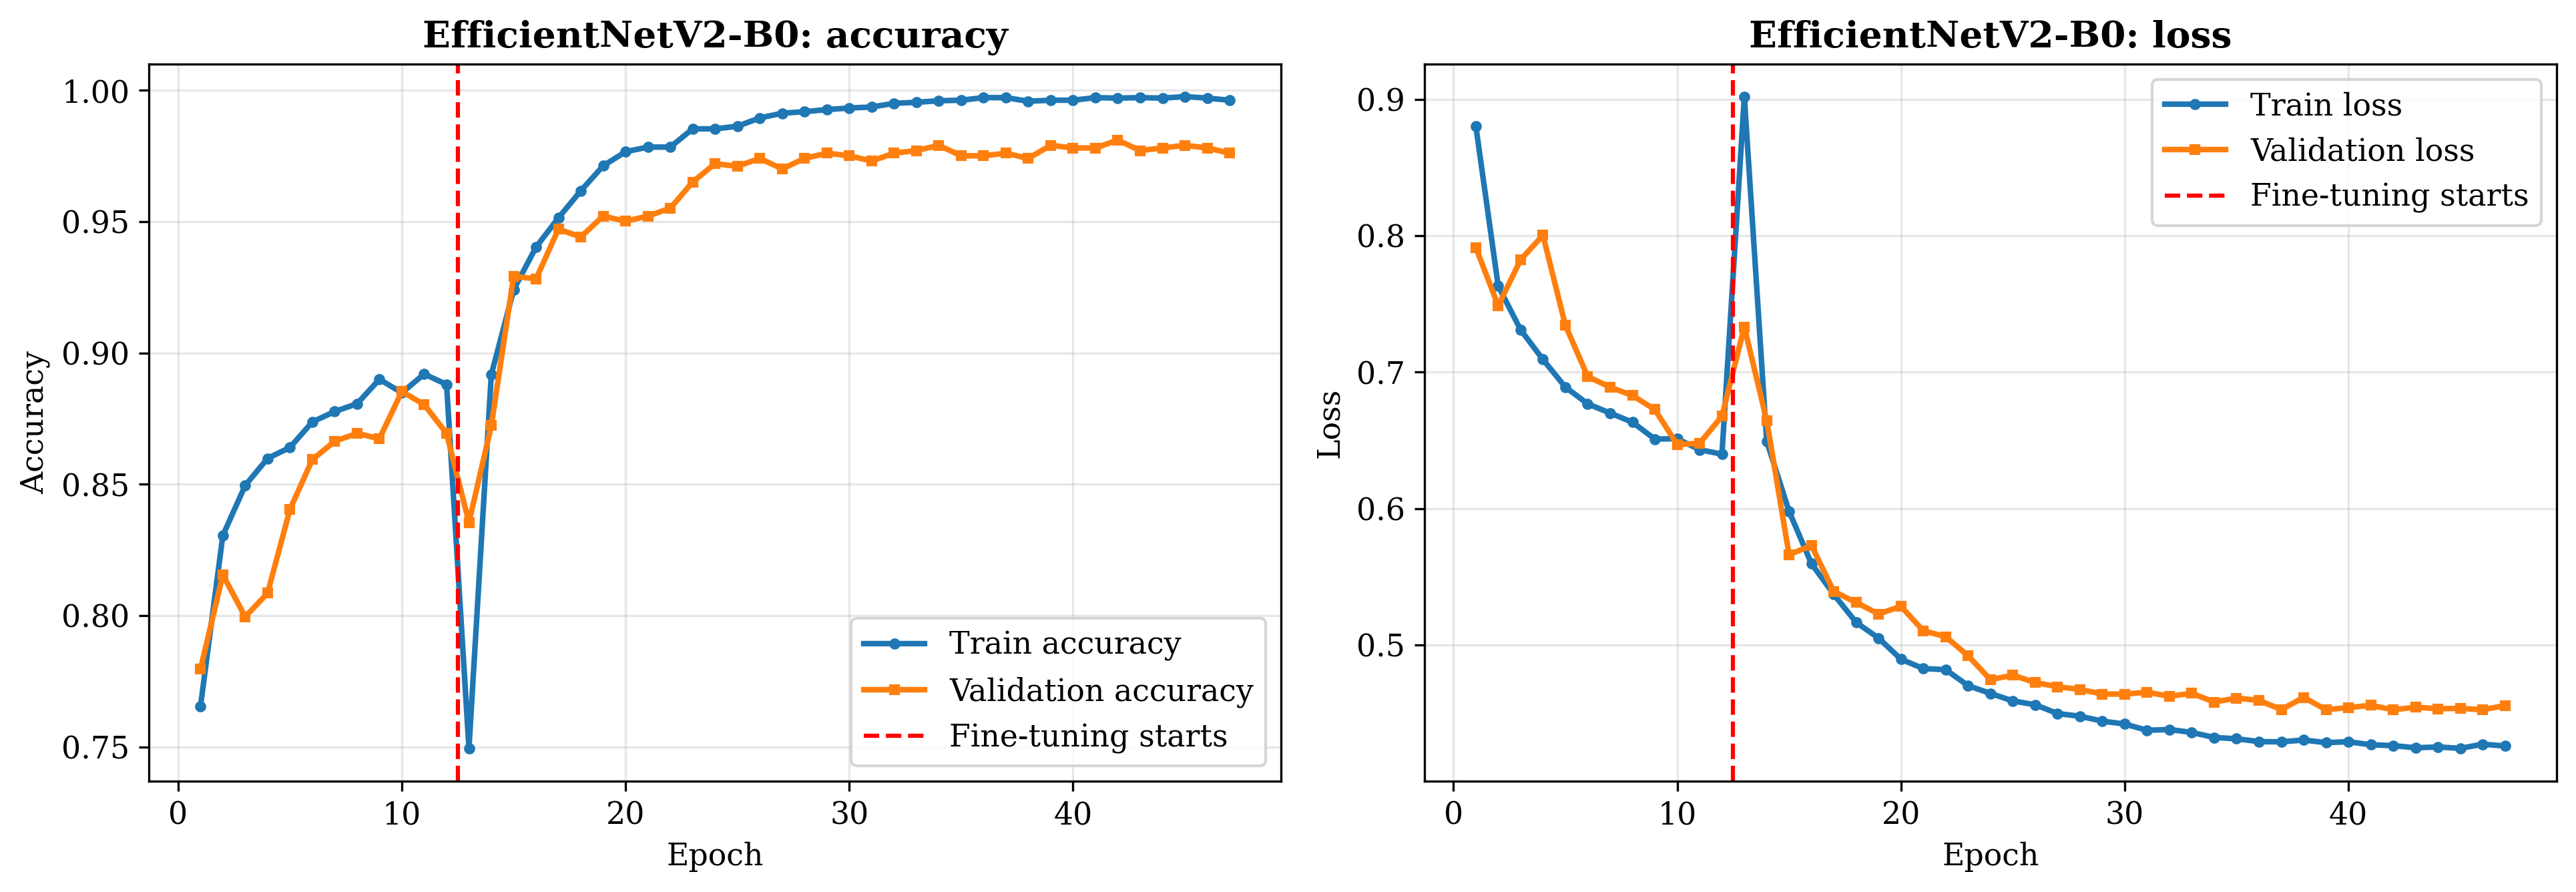 EfficientNetV2-B0: accuracy
Accuracy
1.00
0.95
0.90
0.85
0.80
0.75
Train accuracy
Validation accuracy
Fine-tuning starts
0 10 20 30 40
Epoch
EfficientNetV2-B0: loss
Loss
0.9
0.8
0.7
0.6
0.5
Train loss
Validation loss
Fine-tuning starts
0 10 20 30 40
Epoch